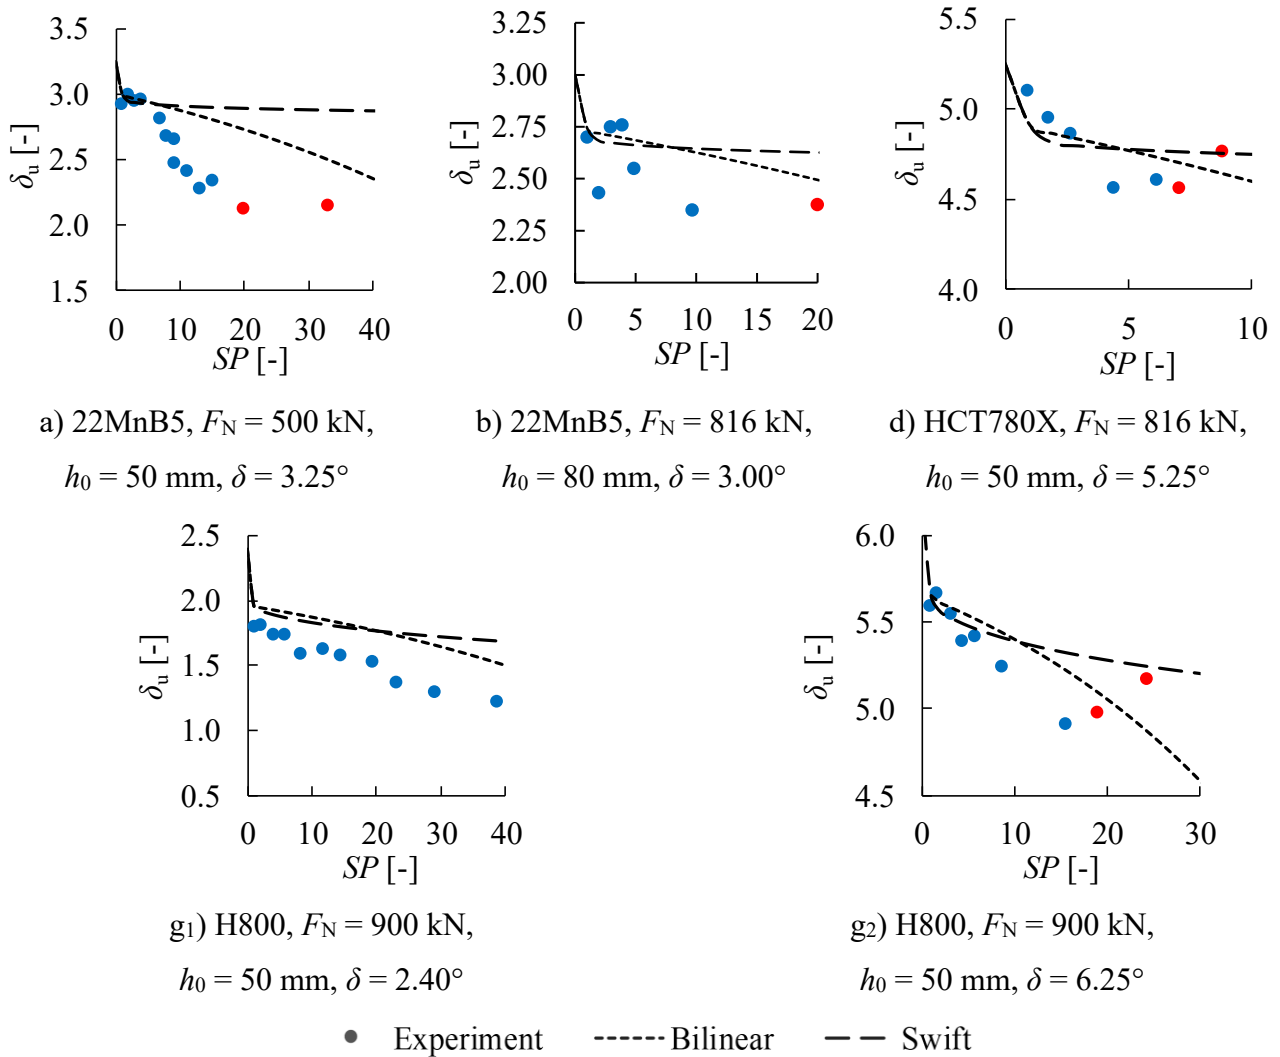 3.5
3.0
2.5
2.0
1.5
δu [-]
0 10 20 30 40
SP [-]
3.25
3.00
2.75
2.50
2.25
2.00
δu [-]
0 5 10 15 20
SP [-]
5.5
5.0
4.5
4.0
δu [-]
0 5 10
SP [-]
a) 22MnB5, FN = 500 kN,
h0 = 50 mm, δ = 3.25°
b) 22MnB5, FN = 816 kN,
h0 = 80 mm, δ = 3.00°
d) HCT780X, FN = 816 kN,
h0 = 50 mm, δ = 5.25°
2.5
2.0
1.5
1.0
0.5
δu [-]
0 10 20 30 40
SP [-]
6.0
5.5
5.0
4.5
δu [-]
0 10 20 30
SP [-]
g1) H800, FN = 900 kN,
h0 = 50 mm, δ = 2.40°
g2) H800, FN = 900 kN,
h0 = 50 mm, δ = 6.25°
Experiment Bilinear Swift